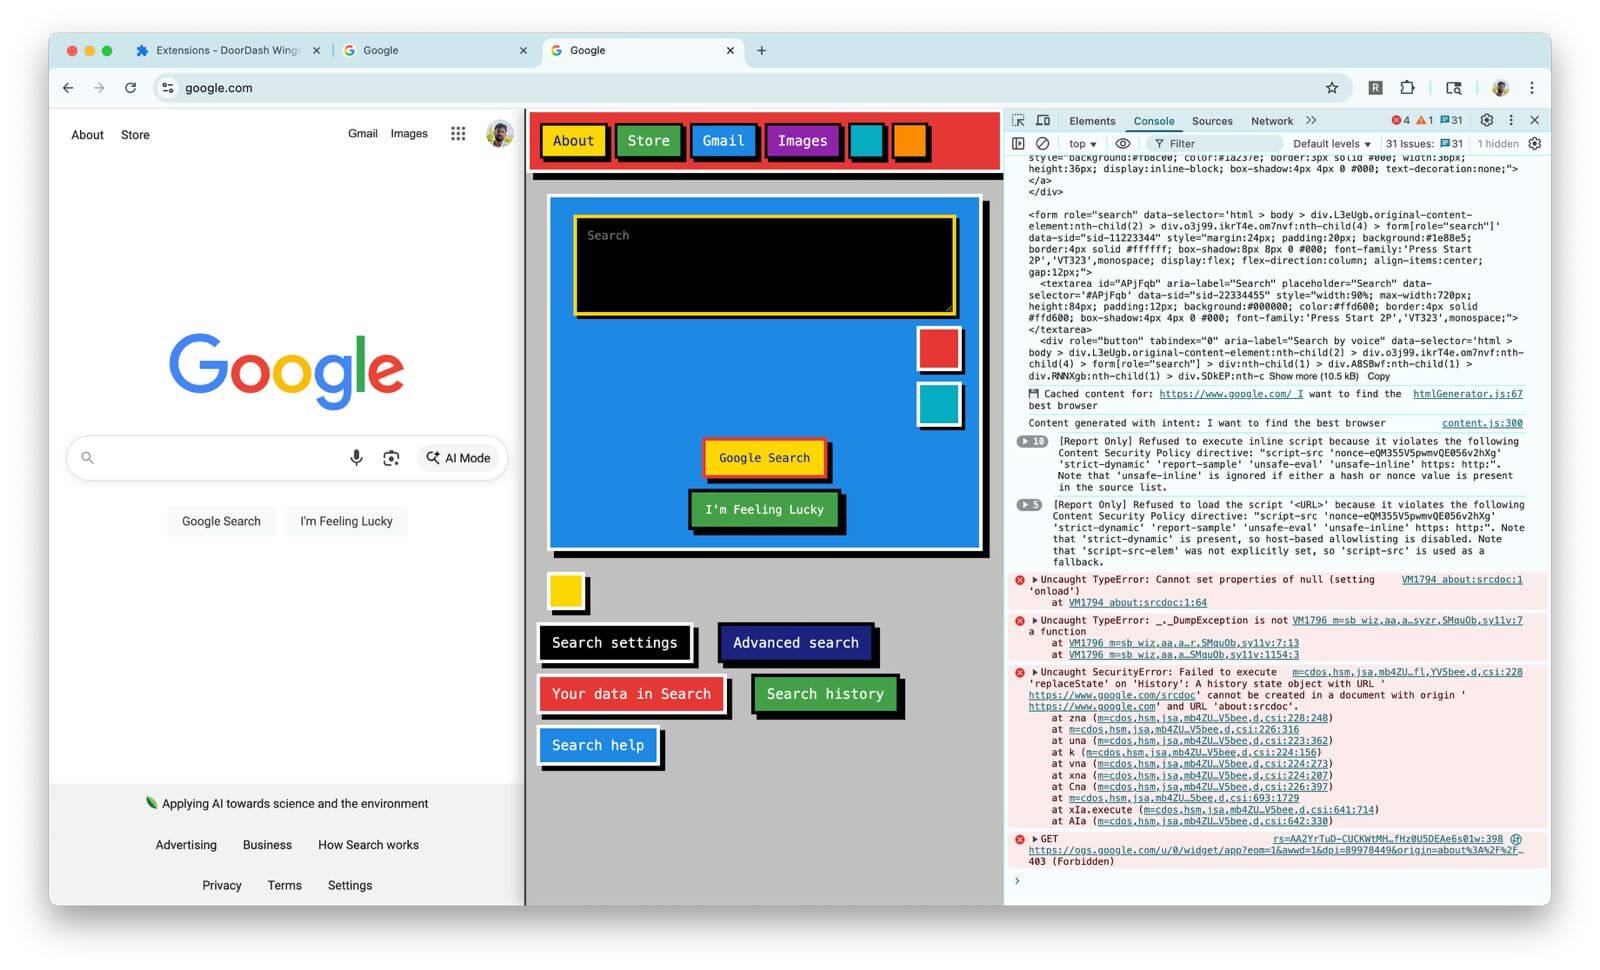 Extensions - DoorDash Wing
Google
Google
google.com
R
About
Store
Gmail
Images
Google
AI Mode
Google Search
I'm Feeling Lucky
Applying AI towards science and the environment
Advertising
Business
How Search works
Privacy
Terms
Settings
About
Store
Gmail
Images
Search
Google Search
I'm Feeling Lucky
Search settings
Advanced search
Your data in Search
Search history
Search help
Elements
Console
Sources
Network
4
1
31
top
Filter
Default levels
31 Issues:
31
1 hidden
style="background:#fb8c00; color:#1a237e; border:3px solid #000; width:36px;
height:36px; display:inline-block; box-shadow:4px 4px 0 #000; text-decoration:none;">
</a>
</div>
<form role="search" data-selector='html > body > div.L3eUgb.original-content-
element:nth-child(2) > div.o3j99.ikrT4e.om7nvf:nth-child(4) > form[role="search"]'
data-sid="sid-11223344" style="margin:24px; padding:20px; background:#1e88e5;
border:4px solid #ffffff; box-shadow:8px 8px 0 #000; font-family:'Press Start
2P','VT323',monospace; display:flex; flex-direction:column; align-items:center;
gap:12px;">
<textarea id="APjFqb" aria-label="Search" placeholder="Search" data-
selector='#APjFqb' data-sid="sid-22334455" style="width:90%; max-width:720px;
height:84px; padding:12px; background:#000000; color:#ffd600; border:4px solid
#ffd600; box-shadow:4px 4px 0 #000; font-family:'Press Start 2P','VT323',monospace;">
</textarea>
<div role="button" tabindex="0" aria-label="Search by voice" data-selector='html >
body > div.L3eUgb.original-content-element:nth-child(2) > div.o3j99.ikrT4e.om7nvf:nth-
child(4) > form[role="search"] > div:nth-child(1) > div.A8SBwf:nth-child(1) >
div.RNNXgb:nth-child(1) > div.SDkEP:nth-c Show more (10.5 kB) Copy
💾 Cached content for: https://www.google.com/ I want to find the htmlGenerator.js:67
best browser
Content generated with intent: I want to find the best browser content.js:300
10 [Report Only] Refused to execute inline script because it violates the following
Content Security Policy directive: "script-src 'nonce-eQM355V5pwmvQE056v2hXg'
'strict-dynamic' 'report-sample' 'unsafe-eval' 'unsafe-inline' https: http:".
Note that 'unsafe-inline' is ignored if either a hash or nonce value is present
in the source list.
5 [Report Only] Refused to load the script '<URL>' because it violates the following
Content Security Policy directive: "script-src 'nonce-eQM355V5pwmvQE056v2hXg'
'strict-dynamic' 'report-sample' 'unsafe-eval' 'unsafe-inline' https: http:". Note
that 'strict-dynamic' is present, so host-based allowlisting is disabled. Note
that 'script-src-elem' was not explicitly set, so 'script-src' is used as a
fallback.
Uncaught TypeError: Cannot set properties of null (setting VM1794 about:srcdoc:1
'onload')
at VM1794 about:srcdoc:1:64
Uncaught TypeError: _._DumpException is not VM1796 m=sb_wiz,aa,a…syzr,SMquOb,sy11v:7
a function
at VM1796 m=sb_wiz,aa,a…r,SMquOb,sy11v:7:13
at VM1796 m=sb_wiz,aa,a…SMquOb,sy11v:1154:3
Uncaught SecurityError: Failed to execute m=cdos,hsm,jsa,mb4ZU…fl,YV5bee,d,csi:228
'replaceState' on 'History': A history state object with URL '
https://www.google.com/srcdoc' cannot be created in a document with origin '
https://www.google.com' and URL 'about:srcdoc'.
at zna (m=cdos,hsm,jsa,mb4ZU…V5bee,d,csi:228:248)
at m=cdos,hsm,jsa,mb4ZU…V5bee,d,csi:226:316
at una (m=cdos,hsm,jsa,mb4ZU…V5bee,d,csi:223:362)
at k (m=cdos,hsm,jsa,mb4ZU…V5bee,d,csi:224:156)
at vna (m=cdos,hsm,jsa,mb4ZU…V5bee,d,csi:224:273)
at xna (m=cdos,hsm,jsa,mb4ZU…V5bee,d,csi:224:207)
at Cna (m=cdos,hsm,jsa,mb4ZU…V5bee,d,csi:226:397)
at m=cdos,hsm,jsa,mb4ZU…5bee,d,csi:693:1729
at xIa.execute (m=cdos,hsm,jsa,mb4ZU…V5bee,d,csi:641:714)
at AIa (m=cdos,hsm,jsa,mb4ZU…V5bee,d,csi:642:330)
GET rs=AA2YrTuD-CUCKWtMH…fHz0U5DEAe6s01w:398
https://ogs.google.com/u/0/widget/app?eom=1&awwd=1&dpi=89978449&origin=about%3A%2F%2F…
403 (Forbidden)